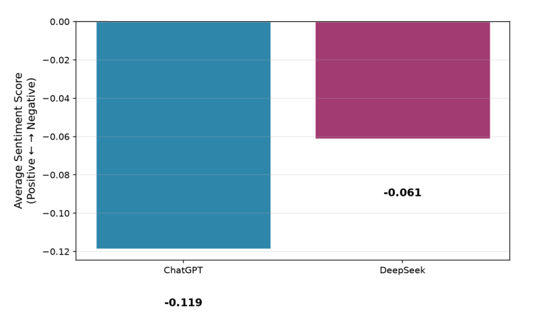 Average Sentiment Score
(Positive ← → Negative)
0.00
−0.02
−0.04
−0.06
−0.08
−0.10
−0.12
-0.061
ChatGPT
DeepSeek
-0.119